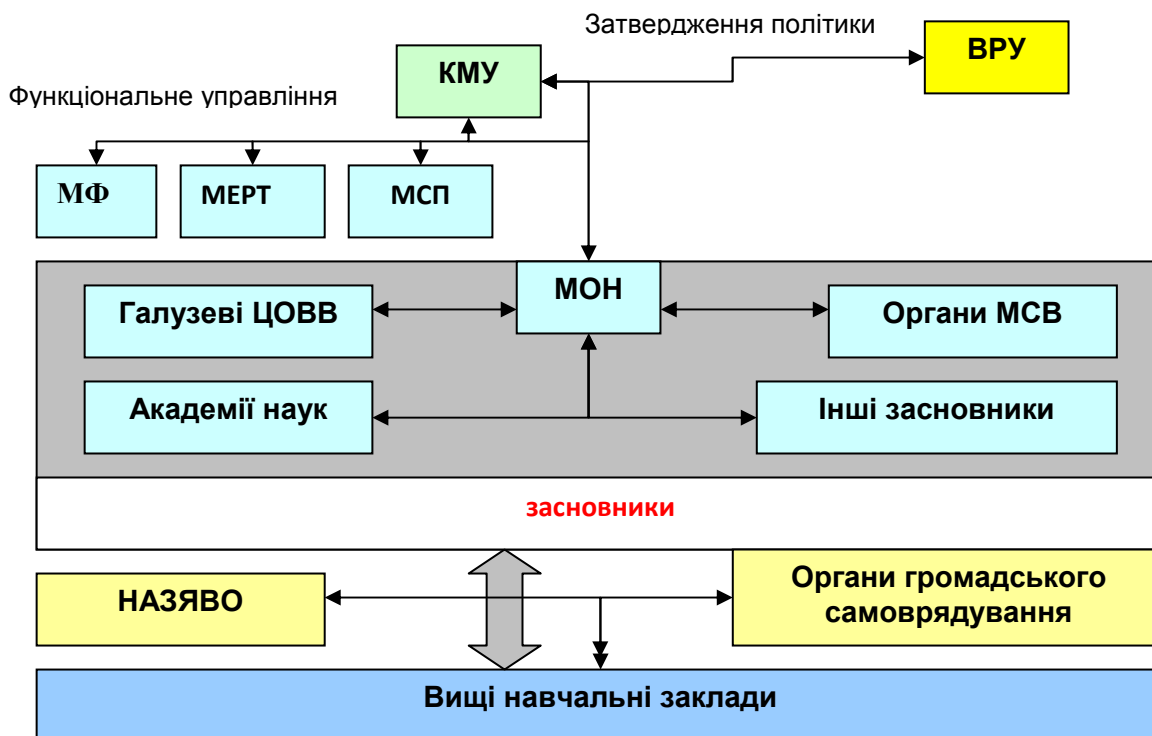 Затвердження політики
КМУ
ВРУ
Функціональне управління
МФ
МЕРТ
МСП
МОН
Галузеві ЦОВВ
Органи МСВ
Академії наук
Інші засновники
засновники
НАЗЯВО
Органи громадського
самоврядування
Вищі навчальні заклади